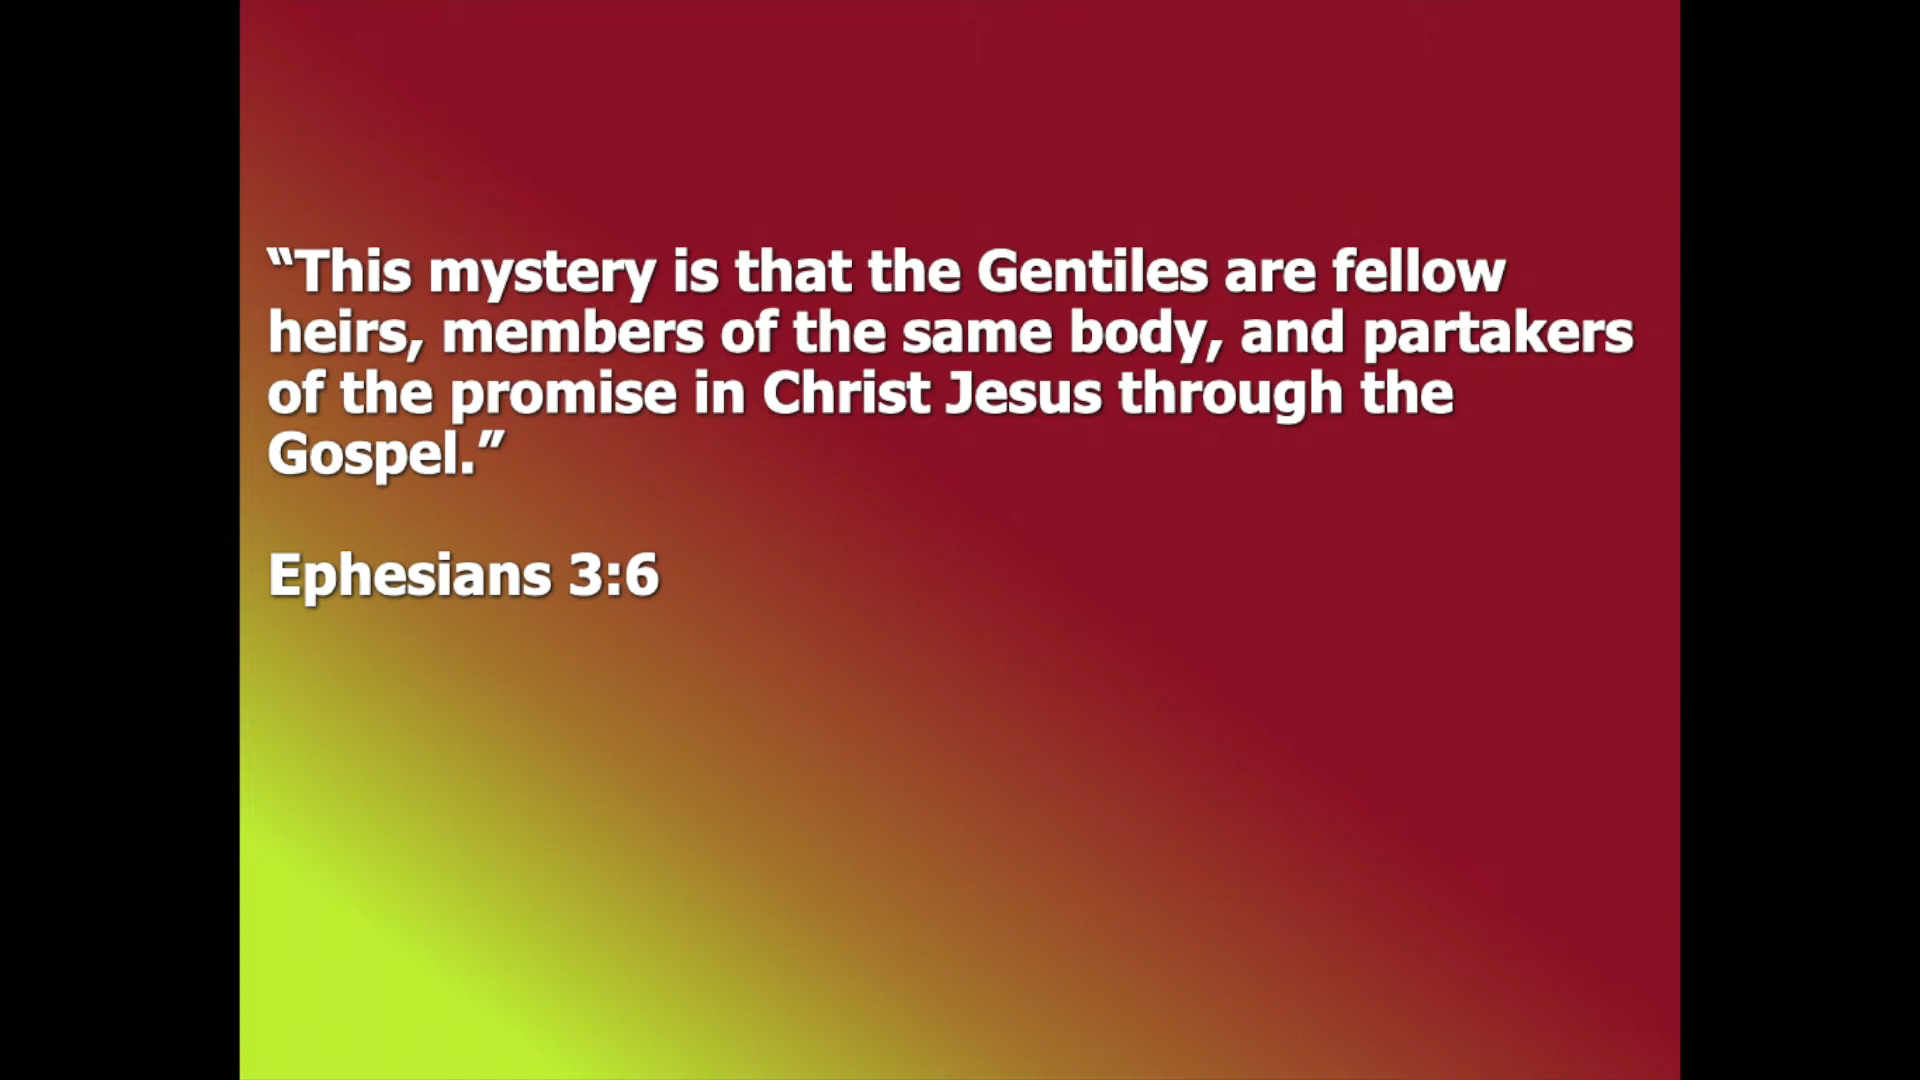 “This mystery is that the Gentiles are fellow
heirs, members of the same body, and partakers
of the promise in Christ Jesus through the
Gospel.”
Ephesians 3:6